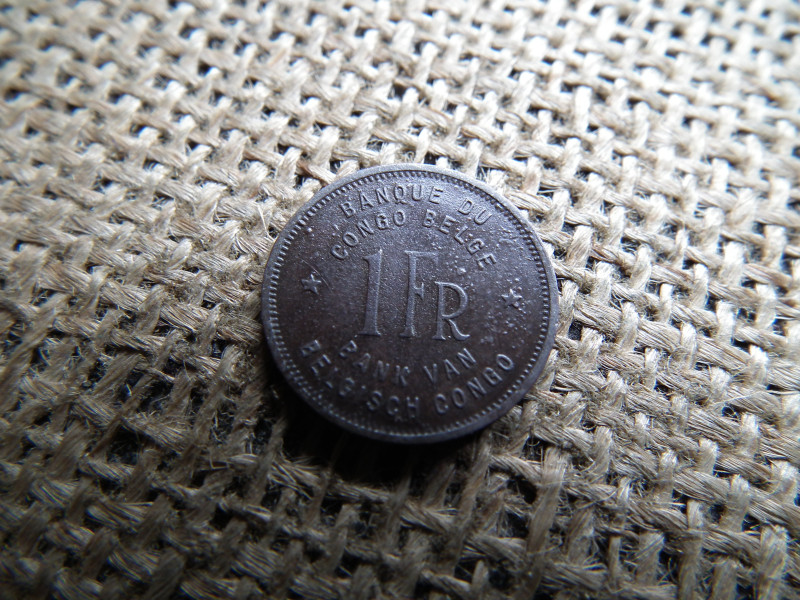 BANQUE DU
CONGO BELGE
1 FR
BANK VAN
BELGISCH CONGO